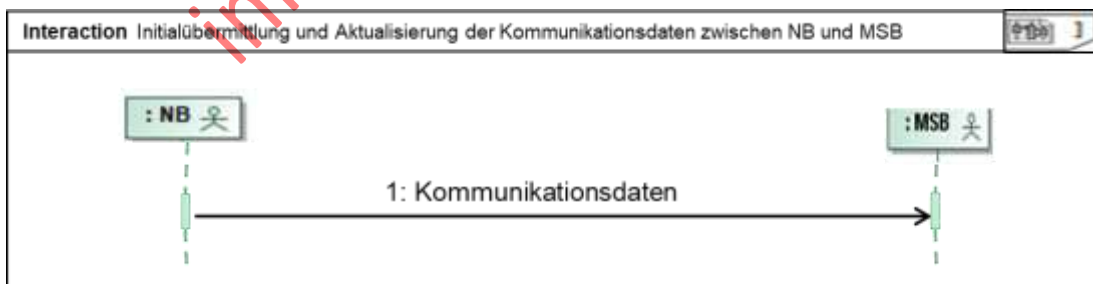 Interaction Initialübermittlung und Aktualisierung der Kommunikationsdaten zwischen NB und MSB
: NB
:MSB
1: Kommunikationsdaten